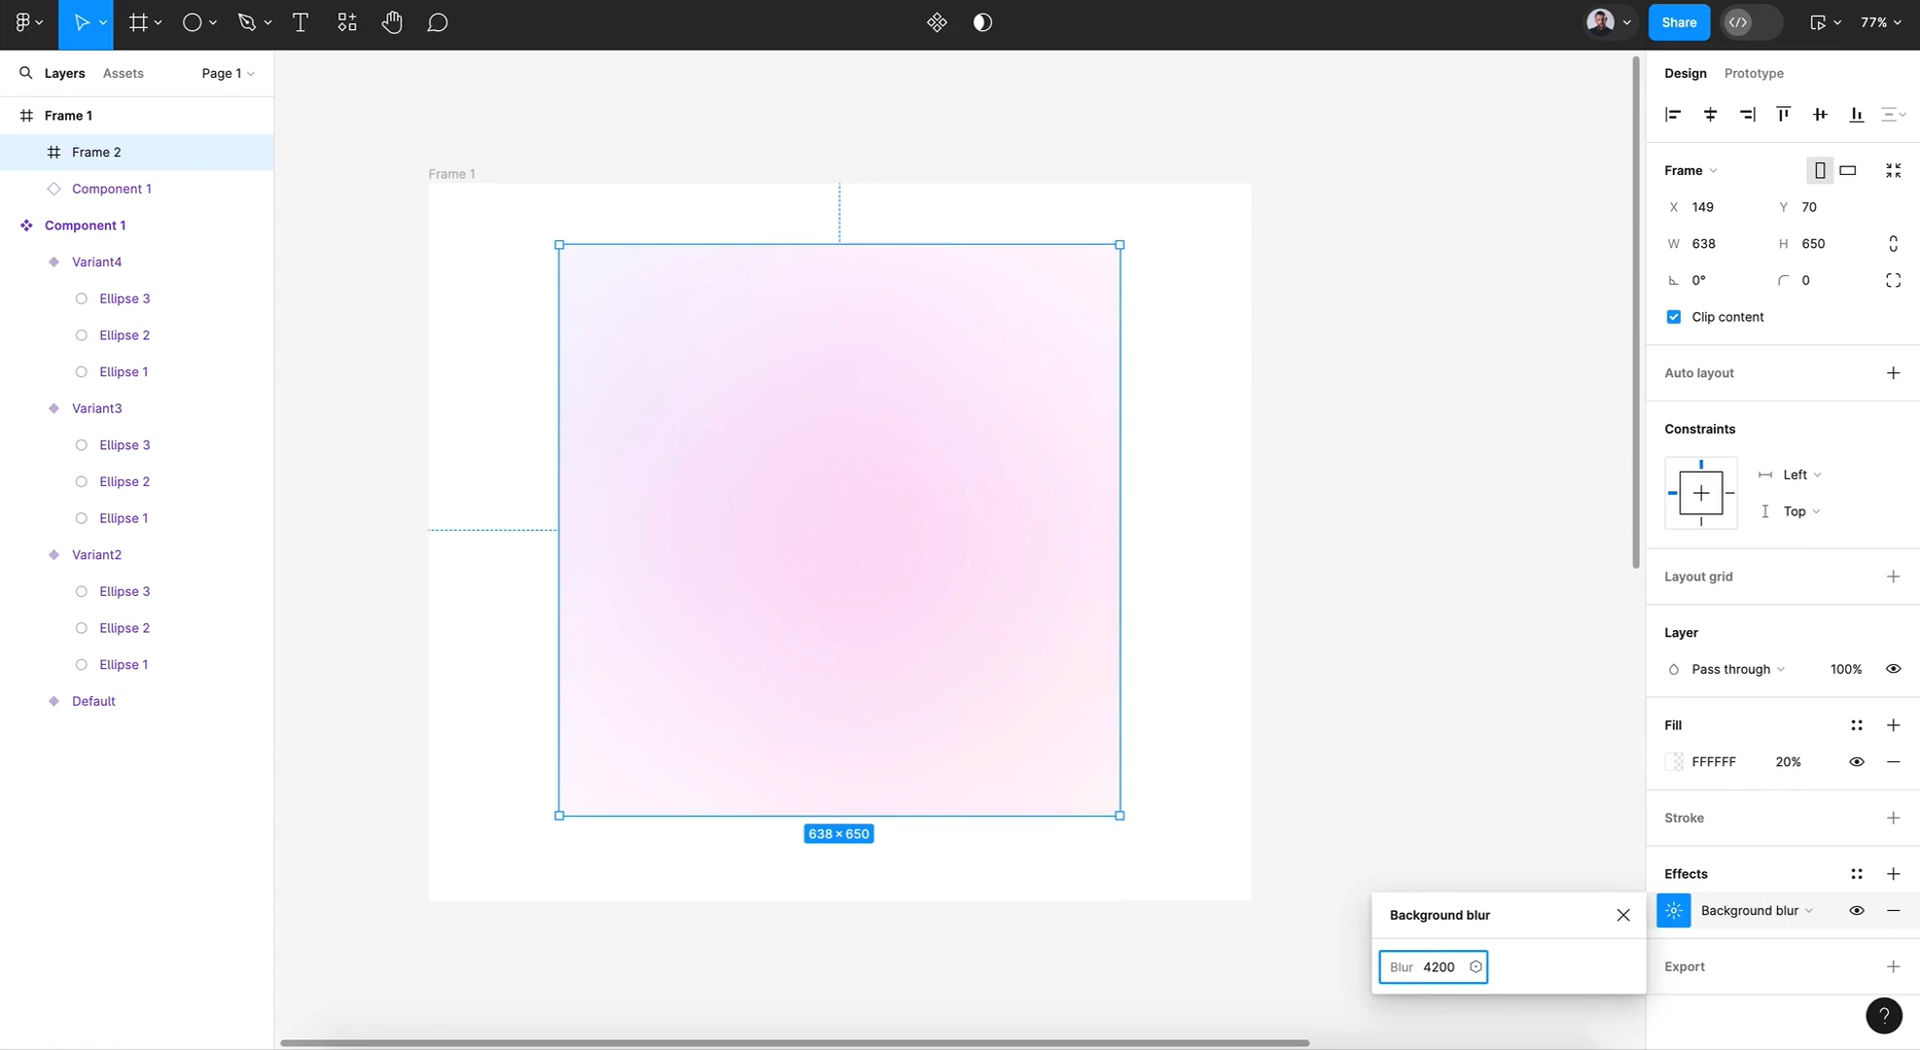 Share
77%
Layers
Assets
Page 1
Frame 1
Frame 2
Component 1
Component 1
Variant4
Ellipse 3
Ellipse 2
Ellipse 1
Variant3
Ellipse 3
Ellipse 2
Ellipse 1
Variant2
Ellipse 3
Ellipse 2
Ellipse 1
Default
Frame 1
638 × 650
Background blur
Blur 4200
Design
Prototype
Frame
X 149
Y 70
W 638
H 650
0°
0
Clip content
Auto layout
Constraints
Left
Top
Layout grid
Layer
Pass through
100%
Fill
FFFFFF
20%
Stroke
Effects
Background blur
Export
?